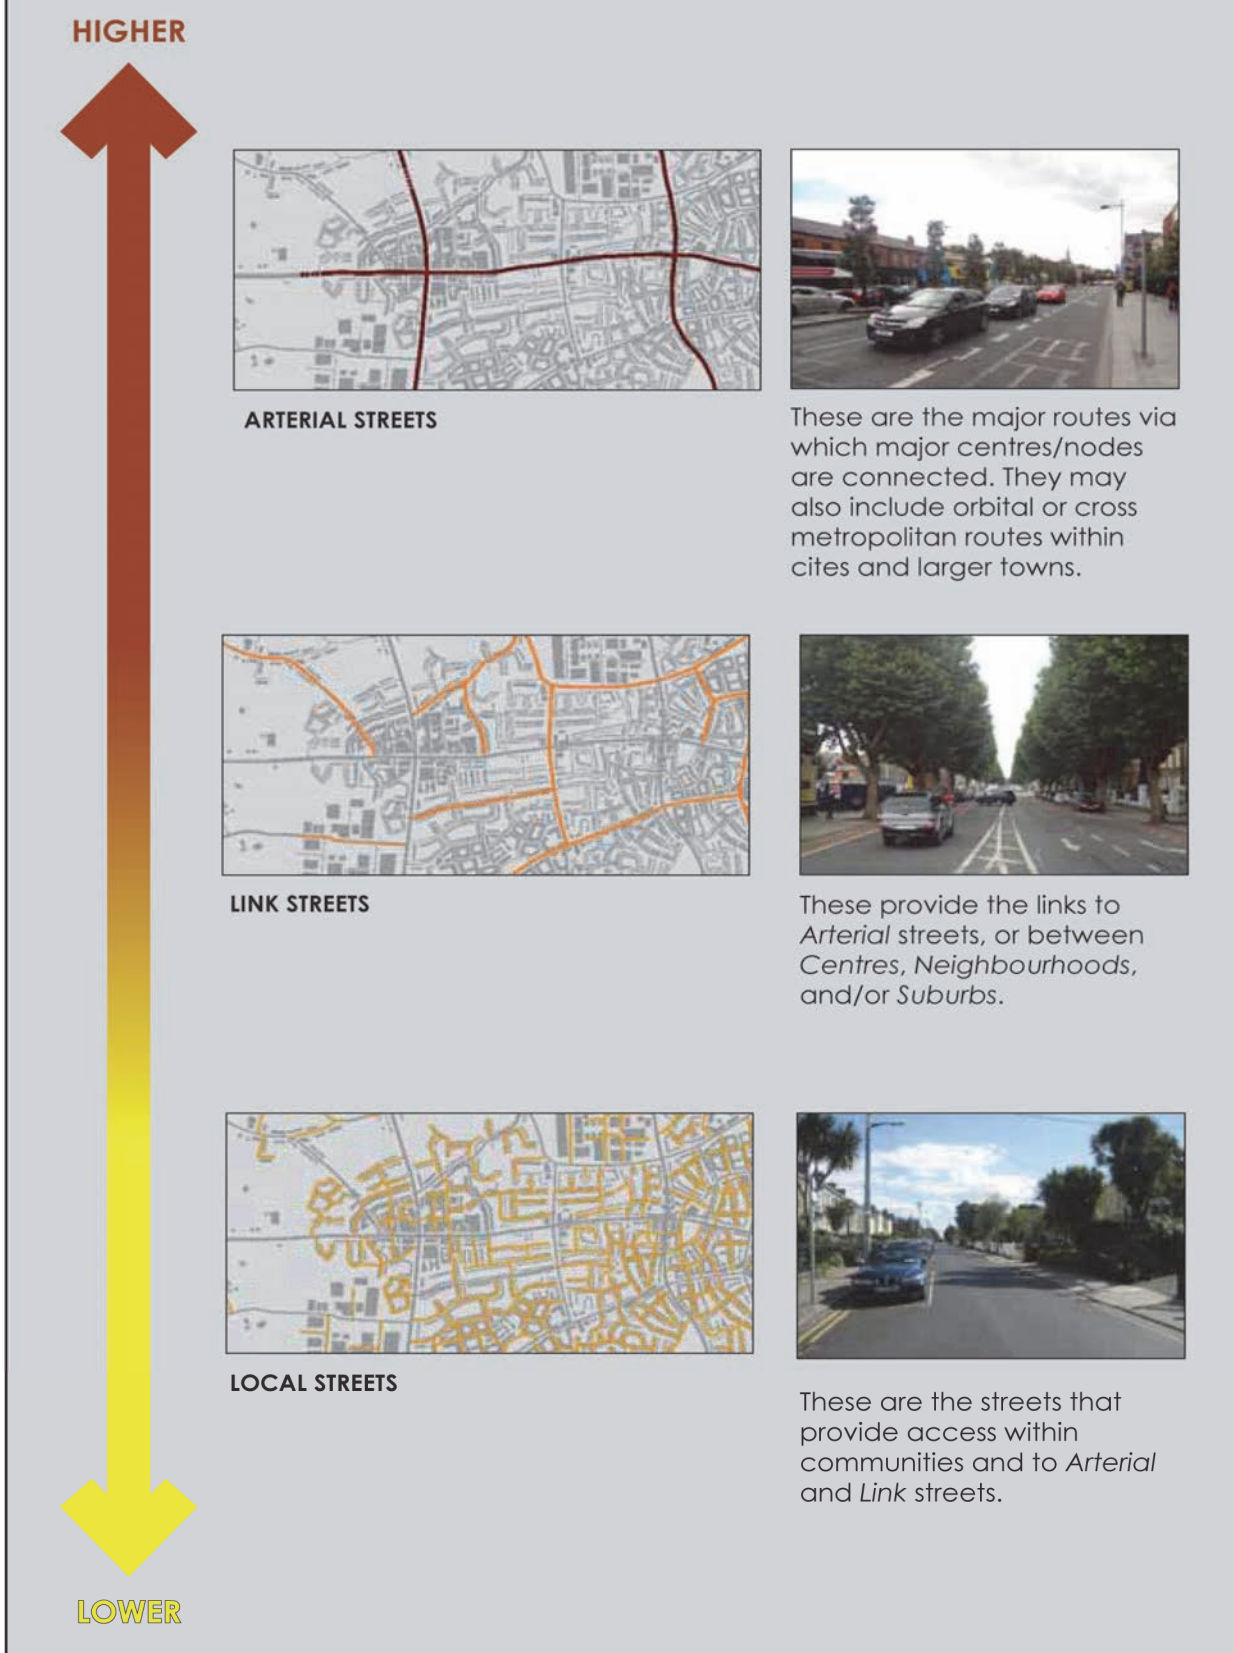 HIGHER
ARTERIAL STREETS
These are the major routes via
which major centres/nodes
are connected. They may
also include orbital or cross
metropolitan routes within
cites and larger towns.
LINK STREETS
These provide the links to
Arterial streets, or between
Centres, Neighbourhoods,
and/or Suburbs.
LOCAL STREETS
These are the streets that
provide access within
communities and to Arterial
and Link streets.
LOWER